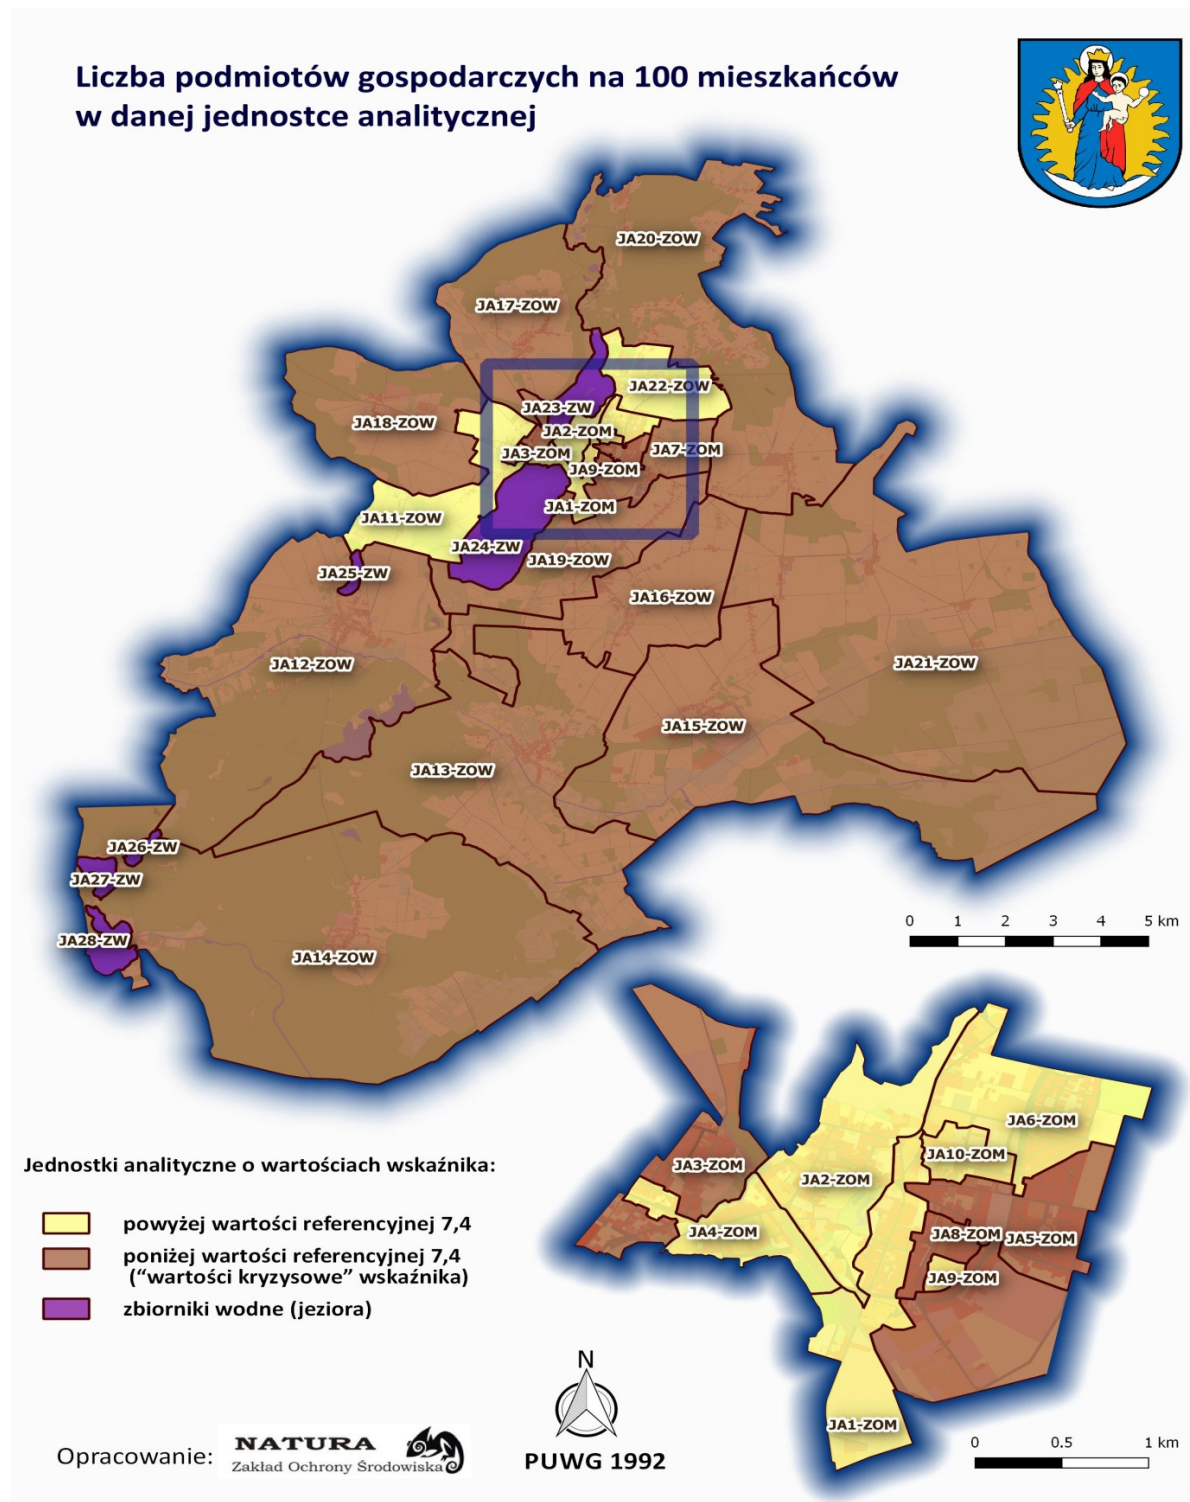 Liczba podmiotów gospodarczych na 100 mieszkańców
w danej jednostce analitycznej
JA20-ZOW
JA17-ZOW
JA22-ZOW
JA23-ZW
JA18-ZOW
JA2-ZOM
JA3-ZOM
JA7-ZOM
JA9-ZOM
JA1-ZOM
JA11-ZOW
JA24-ZW
JA19-ZOW
JA25-ZW
JA16-ZOW
JA12-ZOW
JA21-ZOW
JA15-ZOW
JA13-ZOW
JA26-ZW
JA27-ZW
JA28-ZW
JA14-ZOW
0 1 2 3 4 5 km
JA6-ZOM
JA10-ZOM
JA3-ZOM
JA2-ZOM
JA4-ZOM
JA8-ZOM
JA5-ZOM
JA9-ZOM
JA1-ZOM
0 0.5 1 km
Jednostki analityczne o wartościach wskaźnika:
powyżej wartości referencyjnej 7,4
poniżej wartości referencyjnej 7,4
(“wartości kryzysowe” wskaźnika)
zbiorniki wodne (jeziora)
N
PUWG 1992
Opracowanie:
NATURA
Zakład Ochrony Środowiska